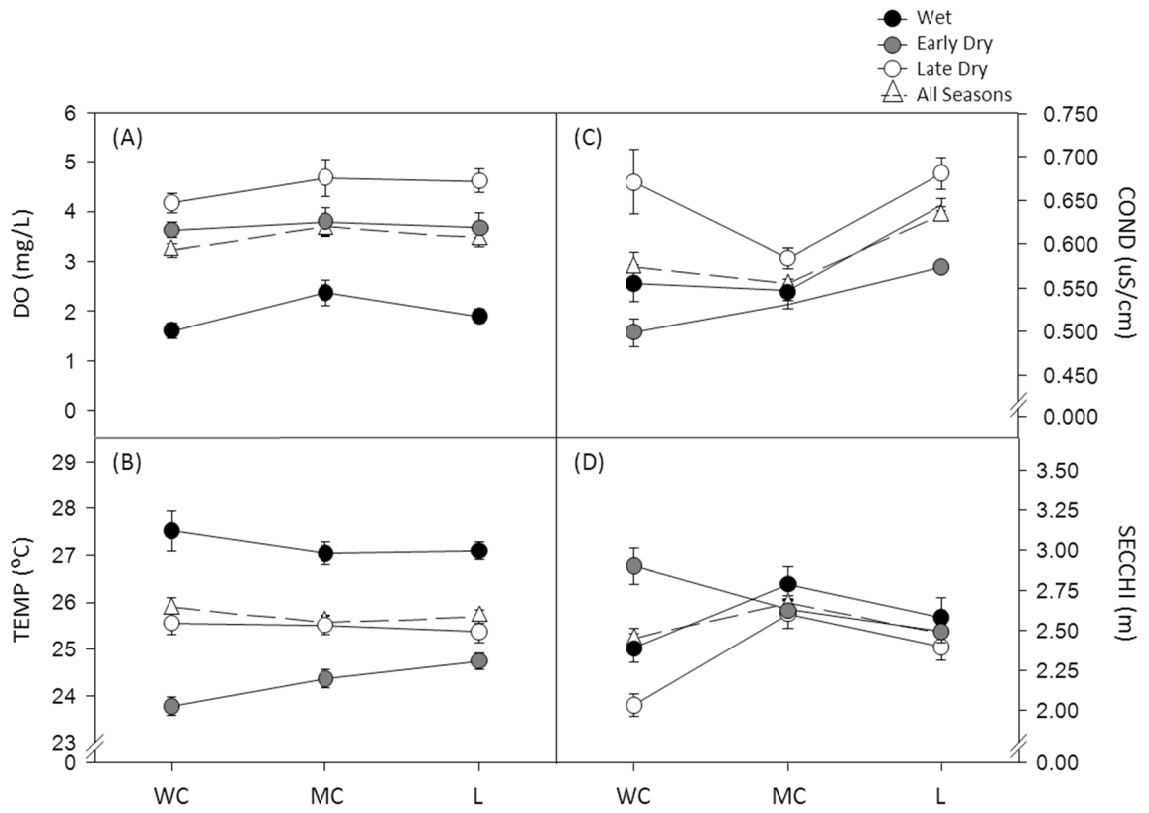 Wet
Early Dry
Late Dry
All Seasons
(A)
6
5
4
3
2
1
0
DO (mg/L)
(C)
0.750
0.700
0.650
0.600
0.550
0.500
0.450
0.000
COND (uS/cm)
(B)
29
28
27
26
25
24
23
0
TEMP (°C)
(D)
3.50
3.25
3.00
2.75
2.50
2.25
2.00
0.00
SECCHI (m)
WC MC L
WC MC L